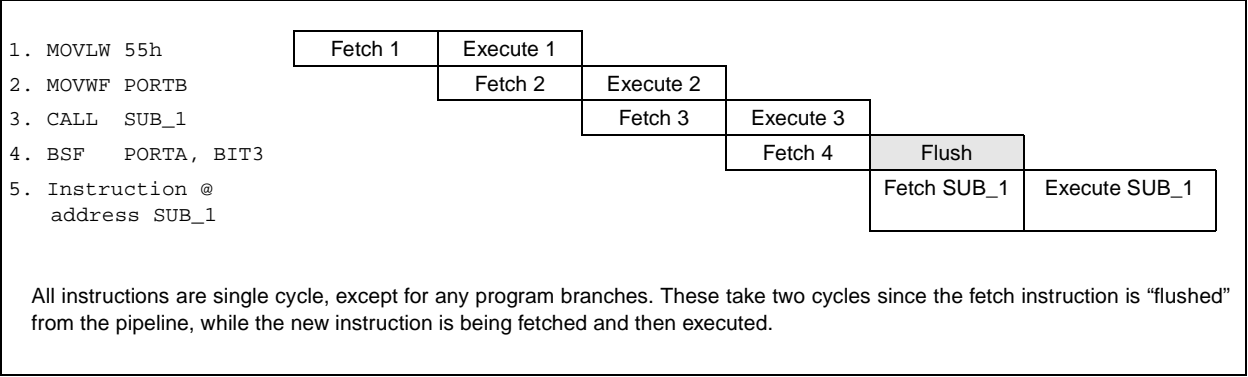 1. MOVLW 55h Fetch 1 Execute 1
2. MOVWF PORTB Fetch 2 Execute 2
3. CALL SUB_1 Fetch 3 Execute 3
4. BSF PORTA, BIT3 Fetch 4 Flush
5. Instruction @ Fetch SUB_1 Execute SUB_1
address SUB_1
All instructions are single cycle, except for any program branches. These take two cycles since the fetch instruction is “flushed”
from the pipeline, while the new instruction is being fetched and then executed.